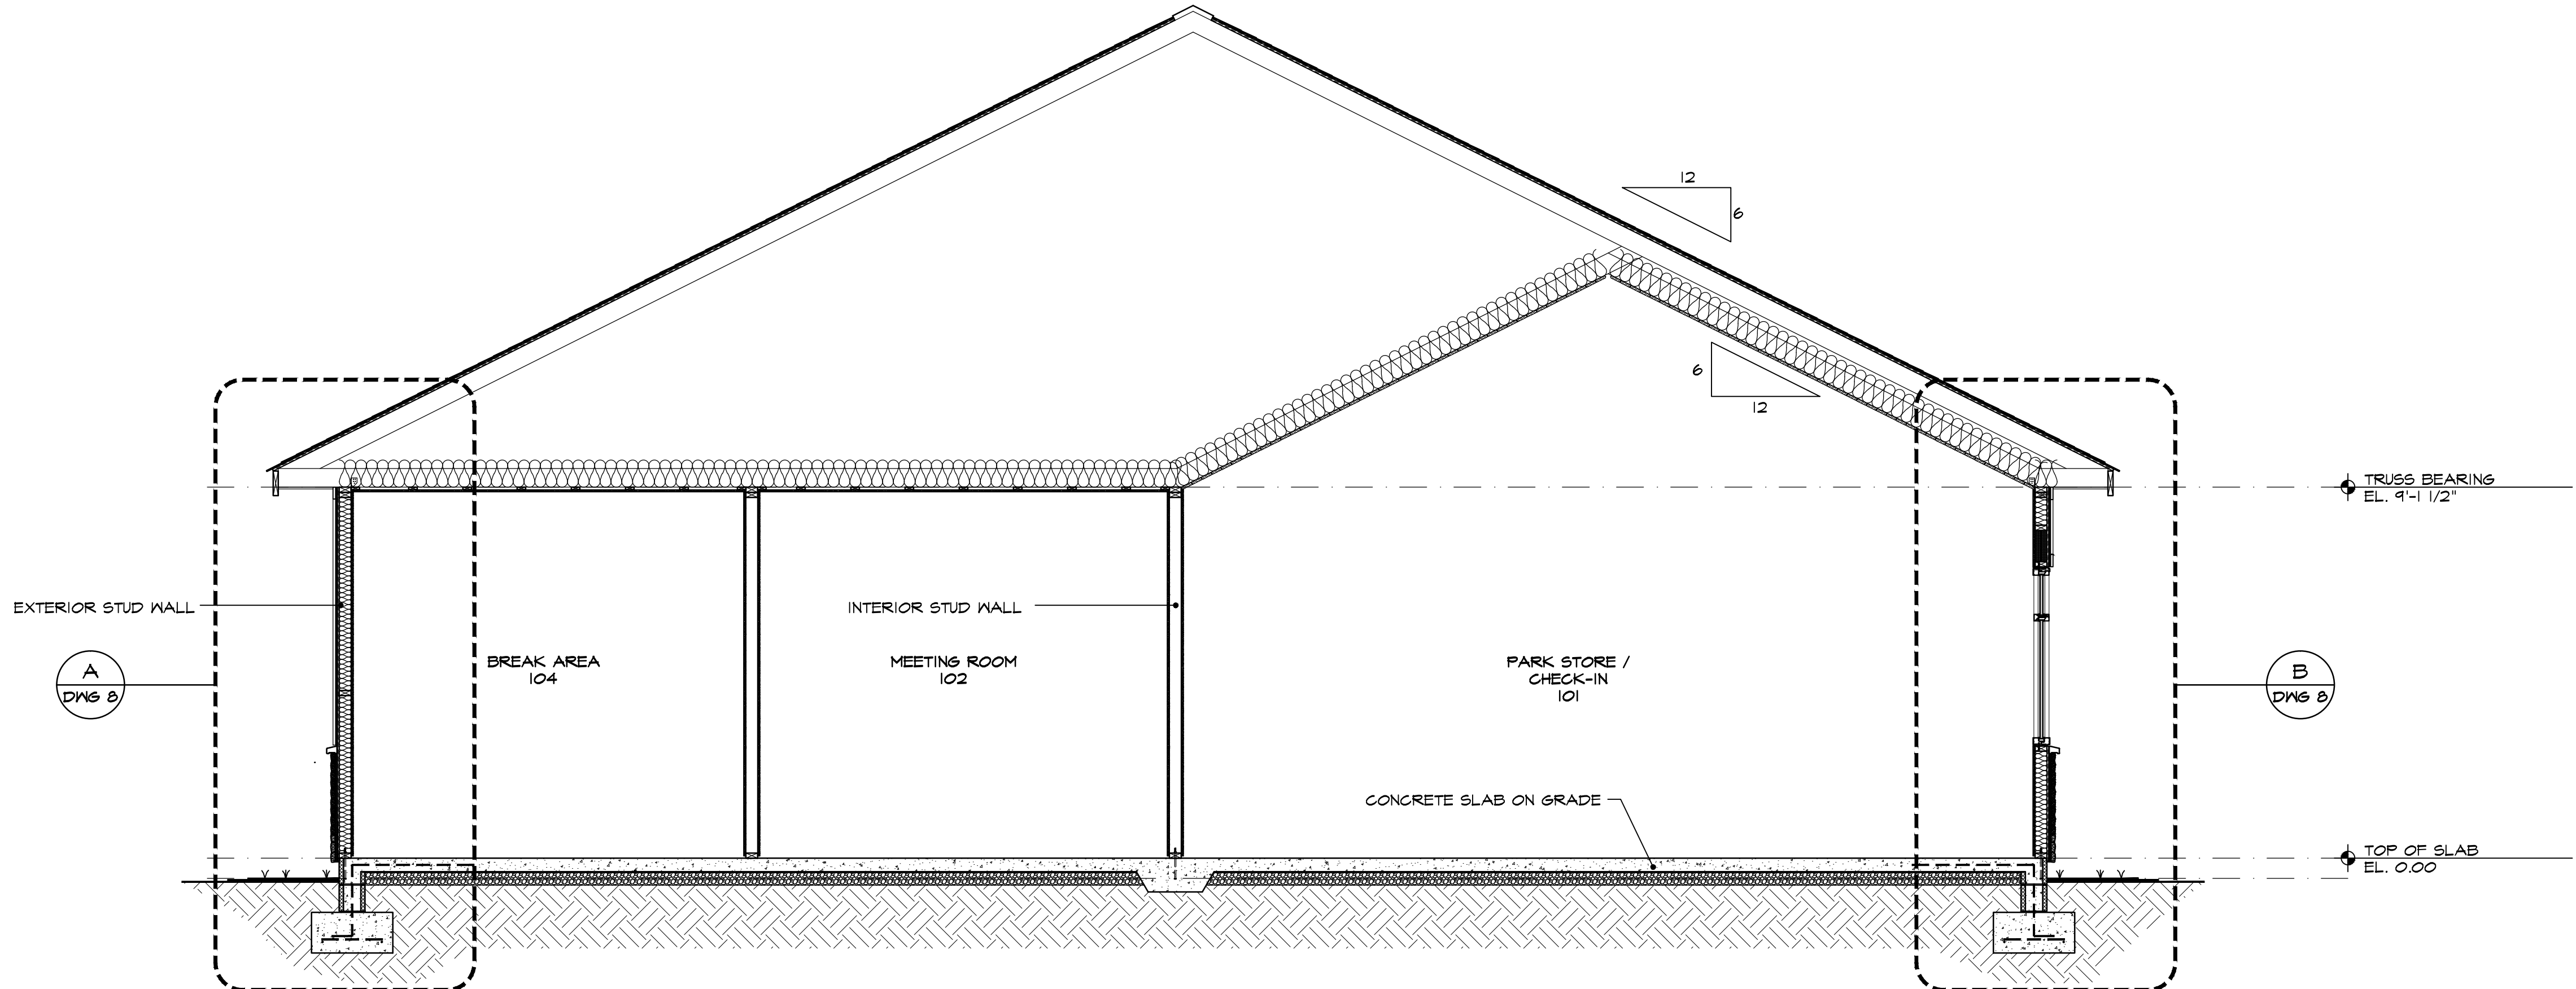 12
6
6
12
TRUSS BEARING
EL. 9'-1 1/2"
EXTERIOR STUD WALL
INTERIOR STUD WALL
A
DWG 8
BREAK AREA
104
MEETING ROOM
102
PARK STORE /
CHECK-IN
101
B
DWG 8
CONCRETE SLAB ON GRADE
TOP OF SLAB
EL. 0.00